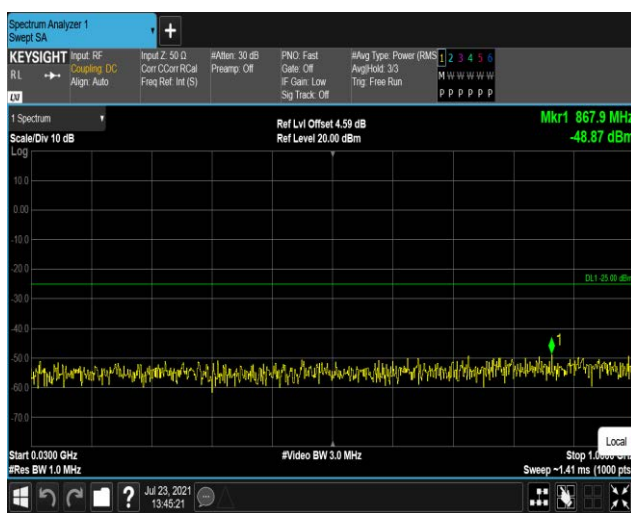 Spectrum Analyzer 1
Swept SA
KEYSIGHT
RL
Input: RF
Coupling: DC
Align: Auto
Input Z: 50 Ω
Corr CCorr RCal
Freq Ref: Int (S)
#Atten: 30 dB
Preamp: Off
PNO: Fast
Gate: Off
IF Gain: Low
Sig Track: Off
#Avg Type: Power (RMS
Avg|Hold: 3/3
Trig: Free Run
1 2 3 4 5 6
M W W W W W
P P P P P P
LXI
1 Spectrum
Scale/Div 10 dB
Ref Lvl Offset 4.59 dB
Ref Level 20.00 dBm
Mkr1 867.9 MHz
-48.87 dBm
Log
10.0
0.00
-10.0
-20.0
DL1 -25.00 dBm
-30.0
-40.0
1
-50.0
-60.0
-70.0
Local
Start 0.0300 GHz
#Video BW 3.0 MHz
Stop 1.0000 GHz
#Res BW 1.0 MHz
Sweep ~1.41 ms (1000 pts
?
Jul 23, 2021
13:45:21